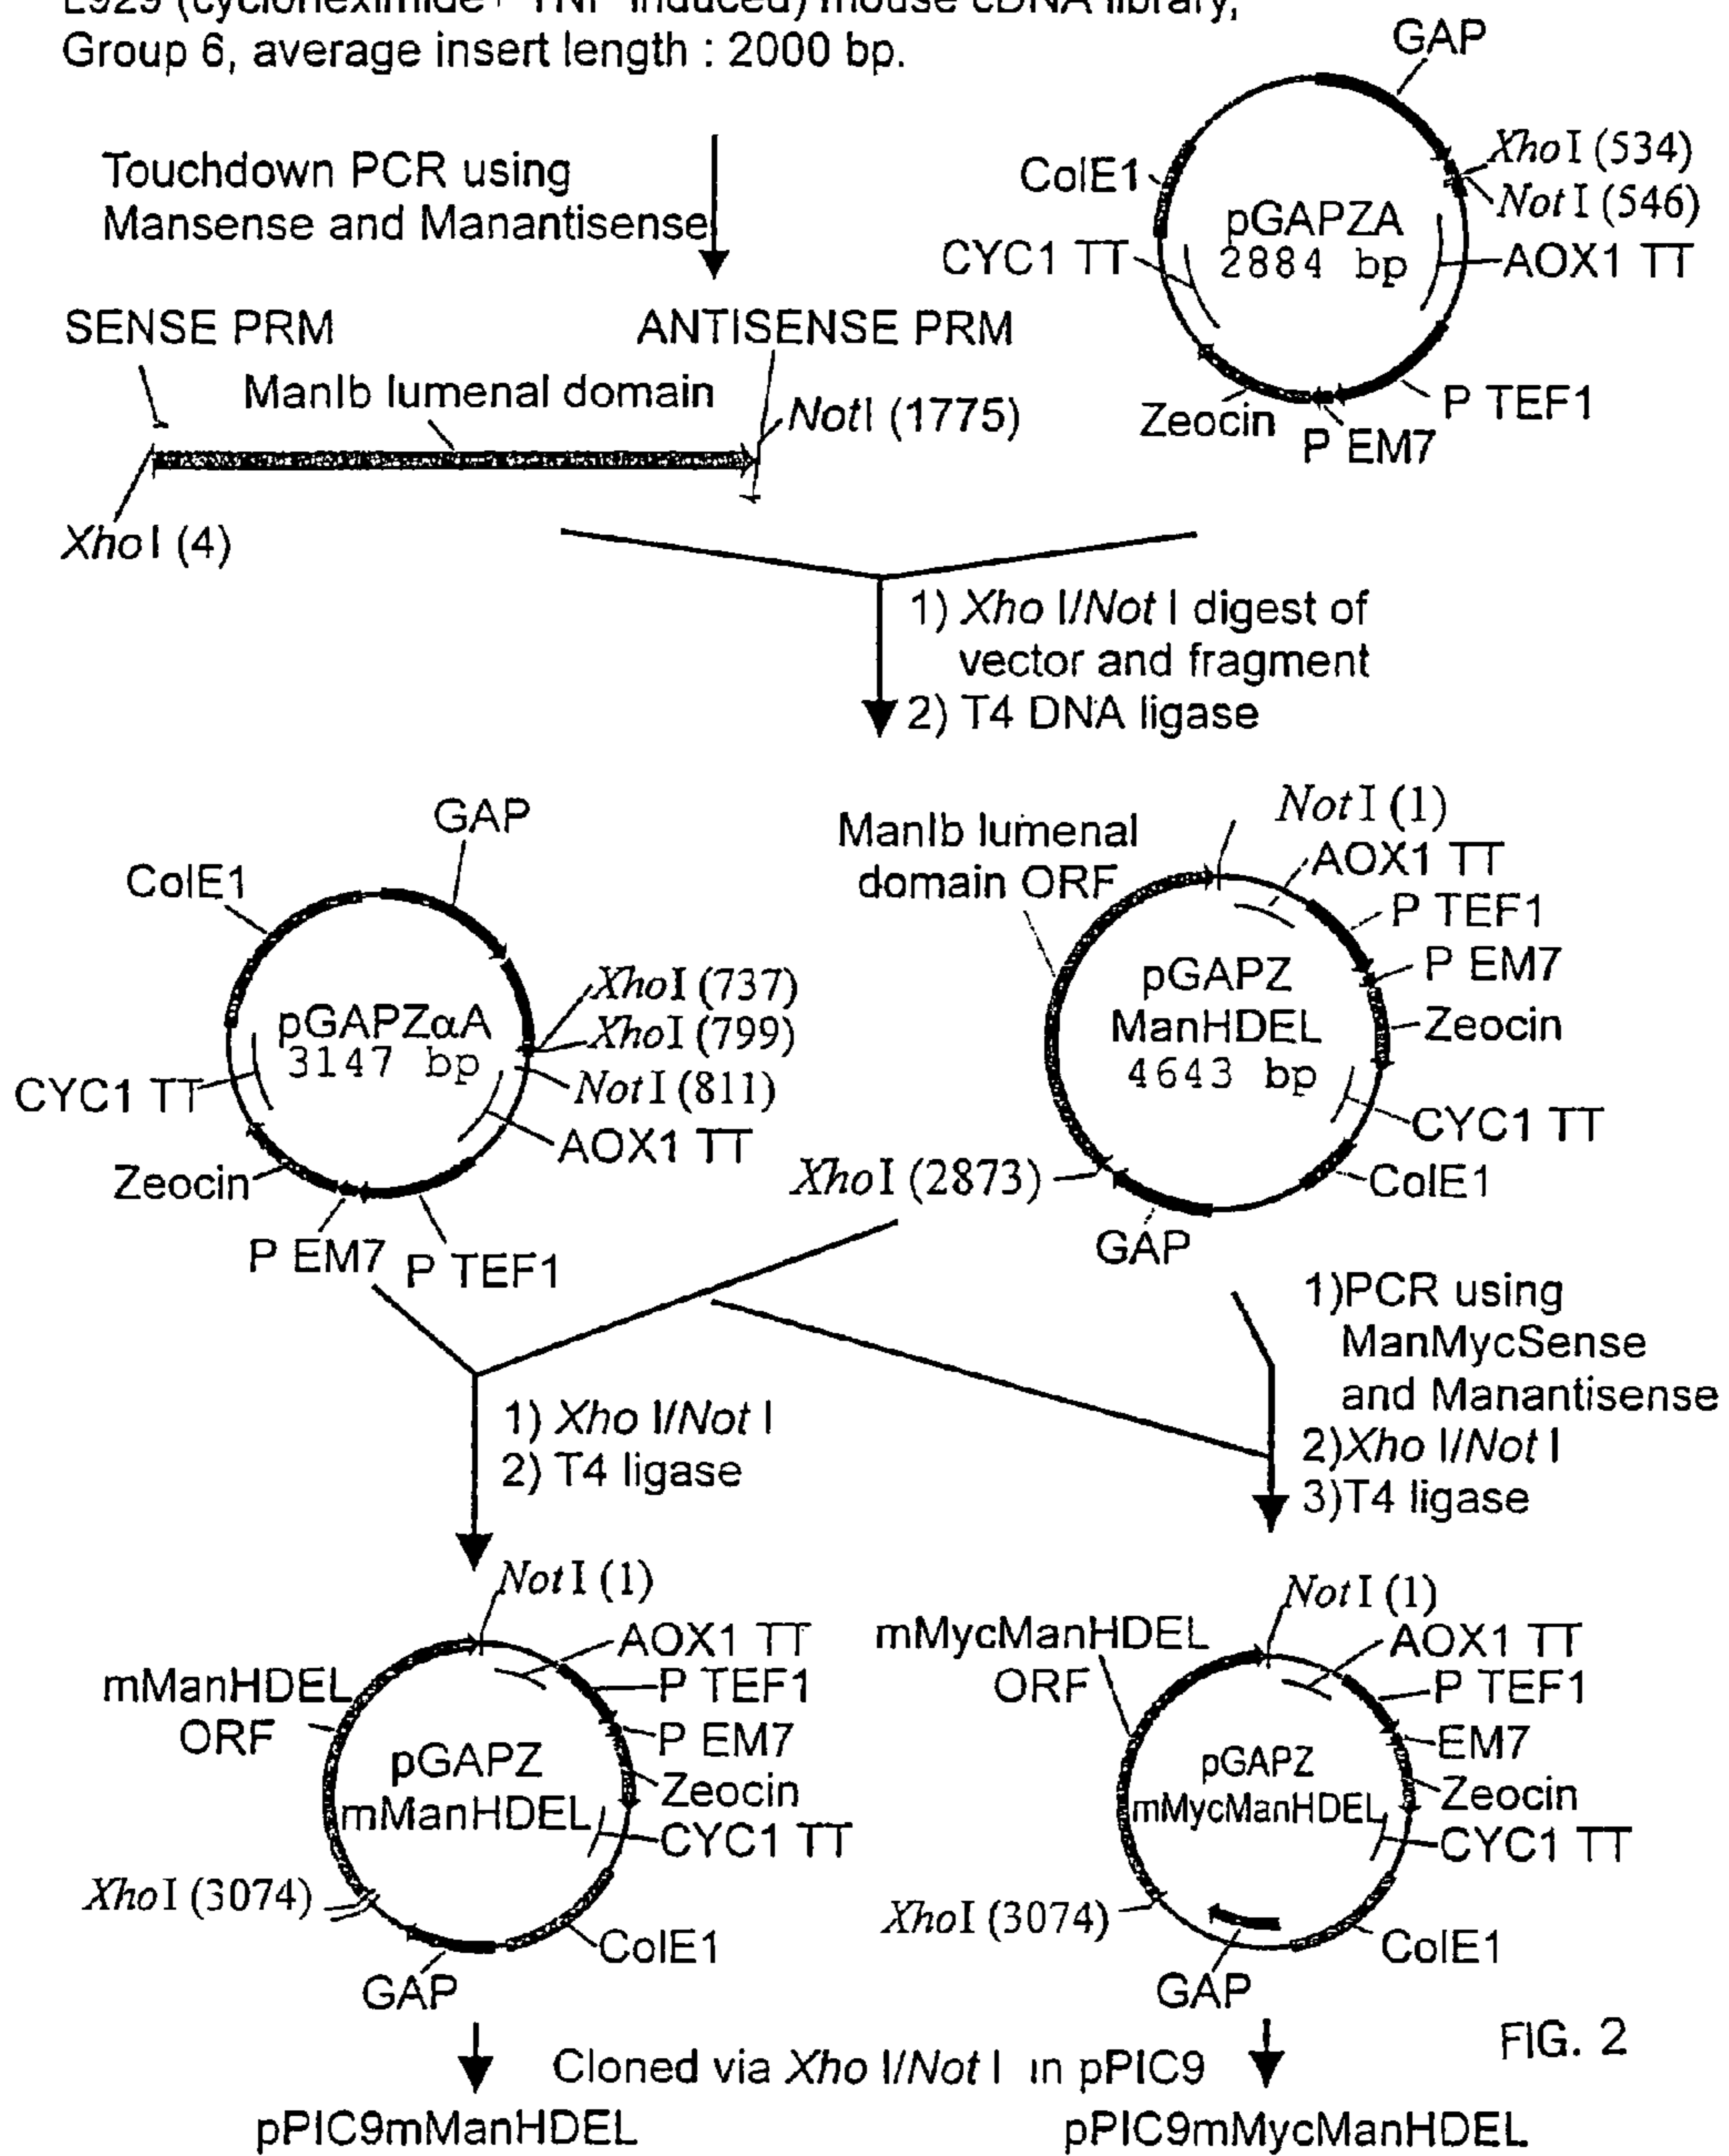 L929 (cycloheximide+ TNF induced) mouse cDNA library,
Group 6, average insert length : 2000 bp.
Touchdown PCR using
Mansense and Manantisense
GAP
XhoI (534)
NotI (546)
ColE1
pGAPZA
2884 bp
CYC1 TT
AOX1 TT
P TEF1
Zeocin
P EM7
SENSE PRM
ANTISENSE PRM
ManIb lumenal domain
NotI (1775)
XhoI (4)
1) Xho I/Not I digest of
vector and fragment
2) T4 DNA ligase
GAP
ColE1
pGAPZαA
3147 bp
XhoI (737)
XhoI (799)
NotI (811)
CYC1 TT
AOX1 TT
Zeocin
P EM7
P TEF1
ManIb lumenal
domain ORF
NotI (1)
AOX1 TT
P TEF1
P EM7
pGAPZ
ManHDEL
4643 bp
Zeocin
CYC1 TT
ColE1
XhoI (2873)
GAP
1) Xho I/Not I
2) T4 ligase
1)PCR using
ManMycSense
and Manantisense
2)Xho I/Not I
3)T4 ligase
NotI (1)
AOX1 TT
mManHDEL
ORF
P TEF1
P EM7
pGAPZ
mManHDEL
Zeocin
CYC1 TT
XhoI (3074)
ColE1
GAP
NotI (1)
mMycManHDEL
ORF
AOX1 TT
P TEF1
EM7
pGAPZ
mMycManHDEL
Zeocin
CYC1 TT
XhoI (3074)
ColE1
GAP
FIG. 2
Cloned via Xho I/Not I in pPIC9
pPIC9mManHDEL
pPIC9mMycManHDEL